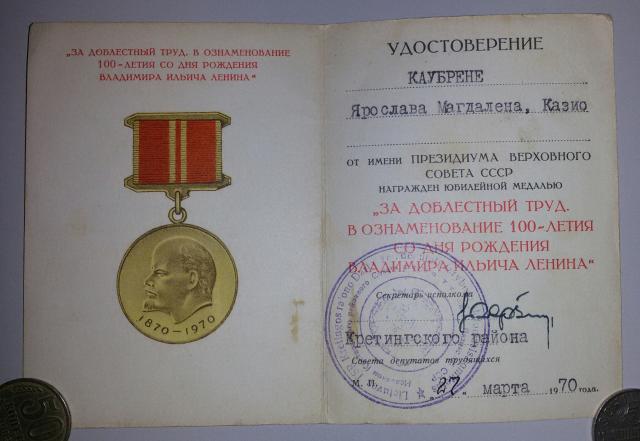 „ЗА ДОБЛЕСТНЫЙ ТРУД. В ОЗНАМЕНОВАНИЕ
100-ЛЕТИЯ СО ДНЯ РОЖДЕНИЯ
ВЛАДИМИРА ИЛЬИЧА ЛЕНИНА“
1870–1970
УДОСТОВЕРЕНИЕ
КАУБРЕНЕ
Ярослава Магдалена, Казио
ОТ ИМЕНИ ПРЕЗИДИУМА ВЕРХОВНОГО
СОВЕТА СССР
НАГРАЖДЕН ЮБИЛЕЙНОЙ МЕДАЛЬЮ
„ЗА ДОБЛЕСТНЫЙ ТРУД.
В ОЗНАМЕНОВАНИЕ 100-ЛЕТИЯ
СО ДНЯ РОЖДЕНИЯ
ВЛАДИМИРА ИЛЬИЧА ЛЕНИНА“
Секретарь исполкома
Кретингского района
Совета депутатов трудящихся
М. П. „27“ марта 1970 года.
50